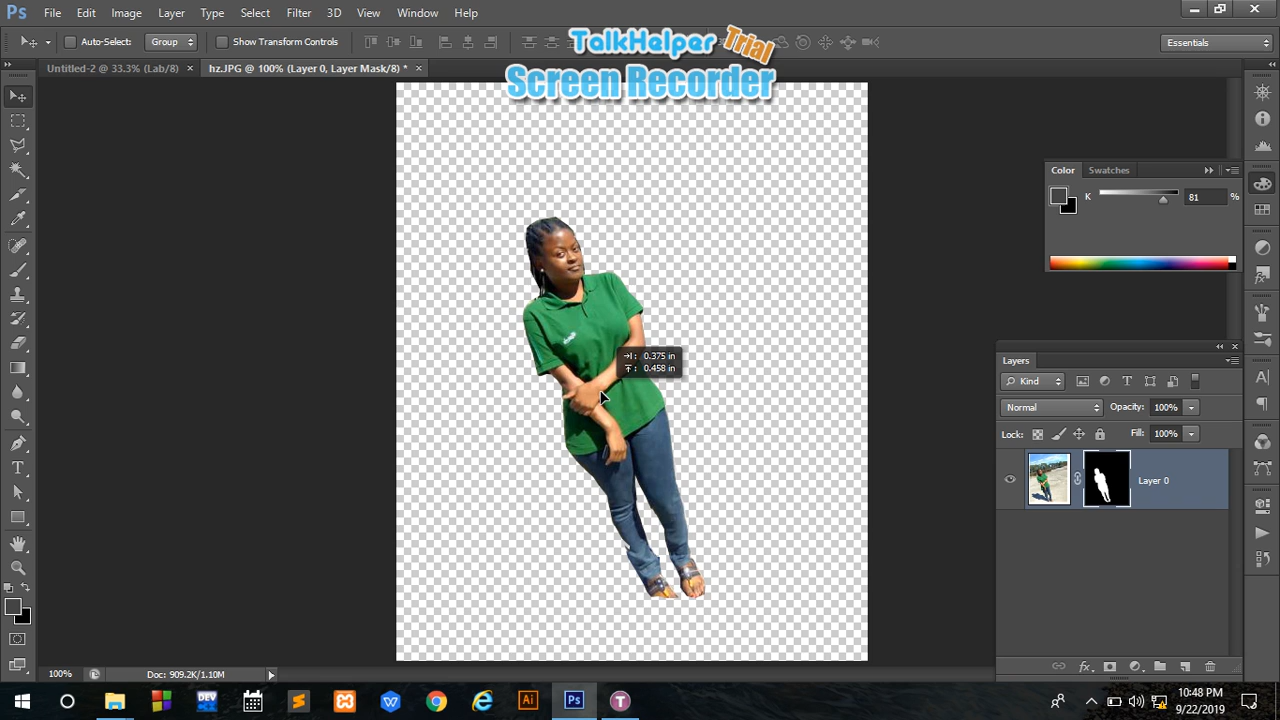 Ps File Edit Image Layer Type Select Filter 3D View Window Help
Auto-Select: Group Show Transform Controls Essentials
TalkHelper Trial
Screen Recorder
Untitled-2 @ 33.3% (Lab/8) × hz.JPG @ 100% (Layer 0, Layer Mask/8) * ×
Color Swatches
K 81 %
0.375 in
0.458 in
Layers
Kind
Normal Opacity: 100%
Lock: Fill: 100%
Layer 0
100% Doc: 909.2K/1.10M
DEV Ai Ps T
10:48 PM
9/22/2019